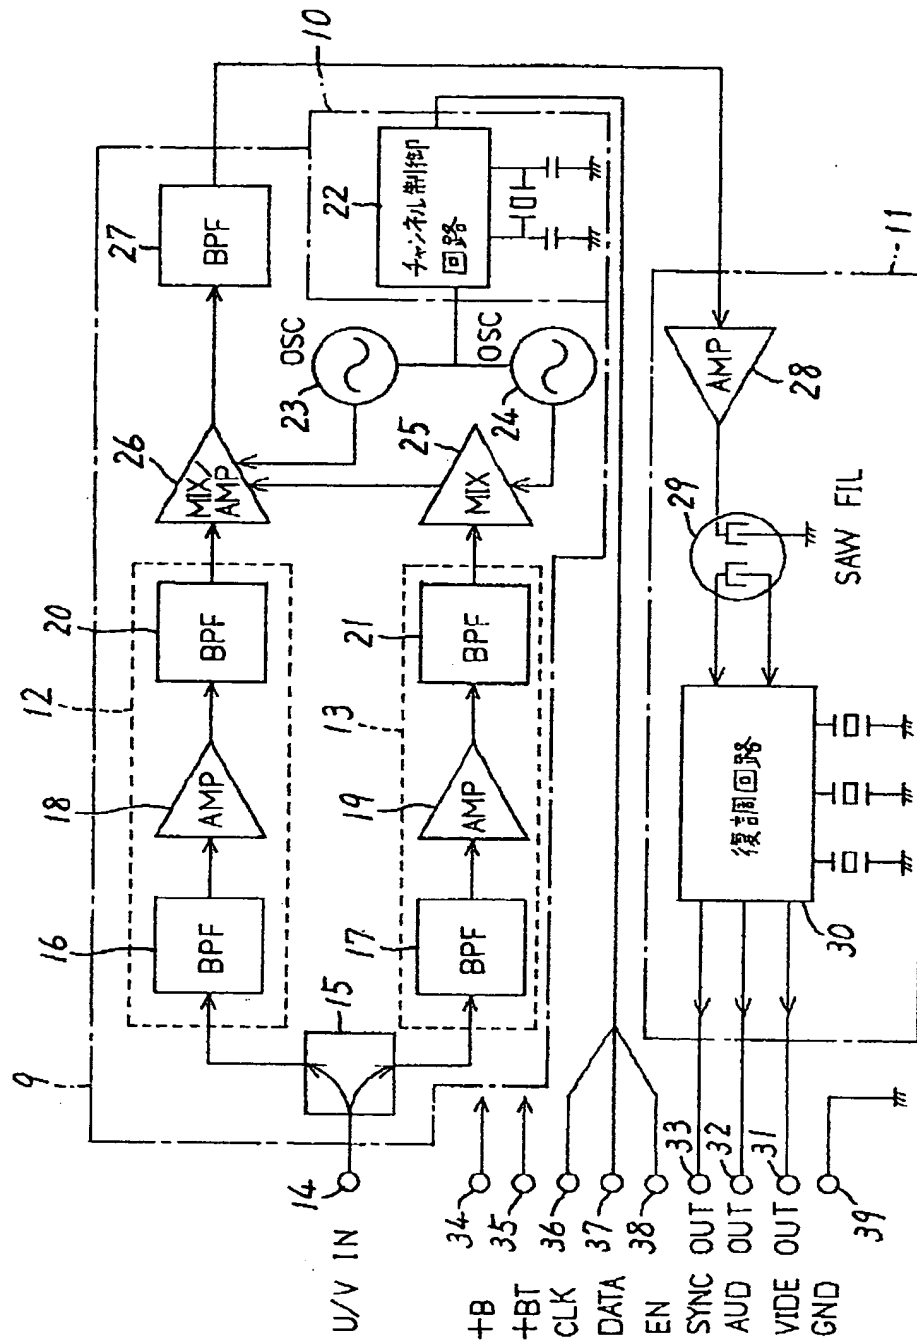 9
12
16
BPF
18
AMP
20
BPF
26
MIX/
AMP
27
BPF
10
22
チャンネル制御
回路
OSC
23
OSC
24
25
MIX
U/V IN
14
15
13
17
BPF
19
AMP
21
BPF
+B
34
+BT
35
CLK
36
DATA
37
EN
38
SYNC OUT
33
AUD OUT
32
VIDE OUT
31
GND
39
復調回路
30
29
SAW FIL
AMP
28
11